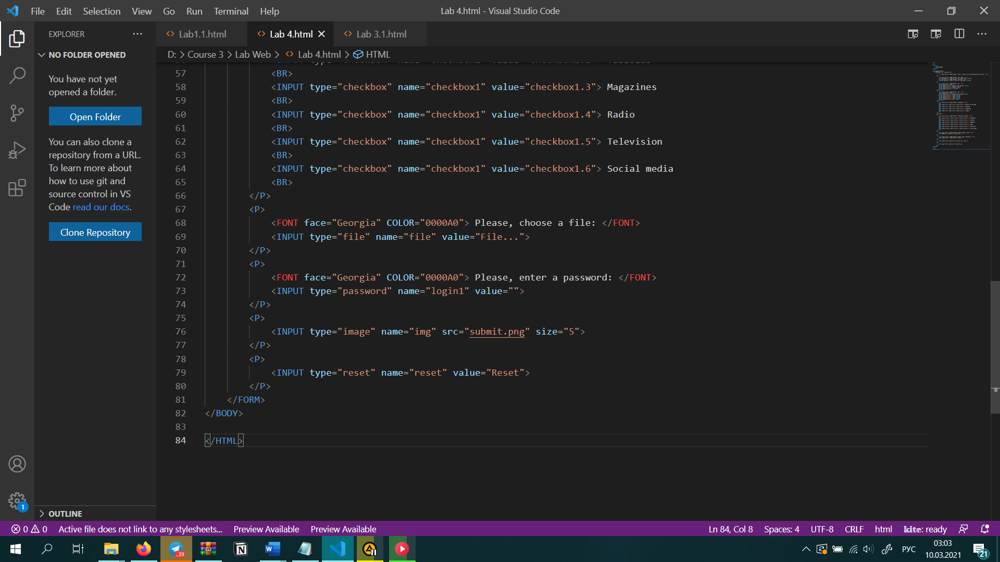 File Edit Selection View Go Run Terminal Help
Lab 4.html - Visual Studio Code
EXPLORER
Lab1.1.html
Lab 4.html
Lab 3.1.html
NO FOLDER OPENED
D: > Course 3 > Lab Web > Lab 4.html > HTML
You have not yet
opened a folder.
Open Folder
You can also clone a
repository from a URL.
To learn more about
how to use git and
source control in VS
Code read our docs.
Clone Repository
57 <BR>
58 <INPUT type="checkbox" name="checkbox1" value="checkbox1.3"> Magazines
59 <BR>
60 <INPUT type="checkbox" name="checkbox1" value="checkbox1.4"> Radio
61 <BR>
62 <INPUT type="checkbox" name="checkbox1" value="checkbox1.5"> Television
63 <BR>
64 <INPUT type="checkbox" name="checkbox1" value="checkbox1.6"> Social media
65 <BR>
66 </P>
67 <P>
68 <FONT face="Georgia" COLOR="0000A0"> Please, choose a file: </FONT>
69 <INPUT type="file" name="file" value="File...">
70 </P>
71 <P>
72 <FONT face="Georgia" COLOR="0000A0"> Please, enter a password: </FONT>
73 <INPUT type="password" name="login1" value="">
74 </P>
75 <P>
76 <INPUT type="image" name="img" src="submit.png" size="5">
77 </P>
78 <P>
79 <INPUT type="reset" name="reset" value="Reset">
80 </P>
81 </FORM>
82 </BODY>
83
84 </HTML>
1
OUTLINE
0 0 Active file does not link to any stylesheets... Preview Available Preview Available
Ln 84, Col 8 Spaces: 4 UTF-8 CRLF html kite: ready
..39
РУС
03:03
10.03.2021
21